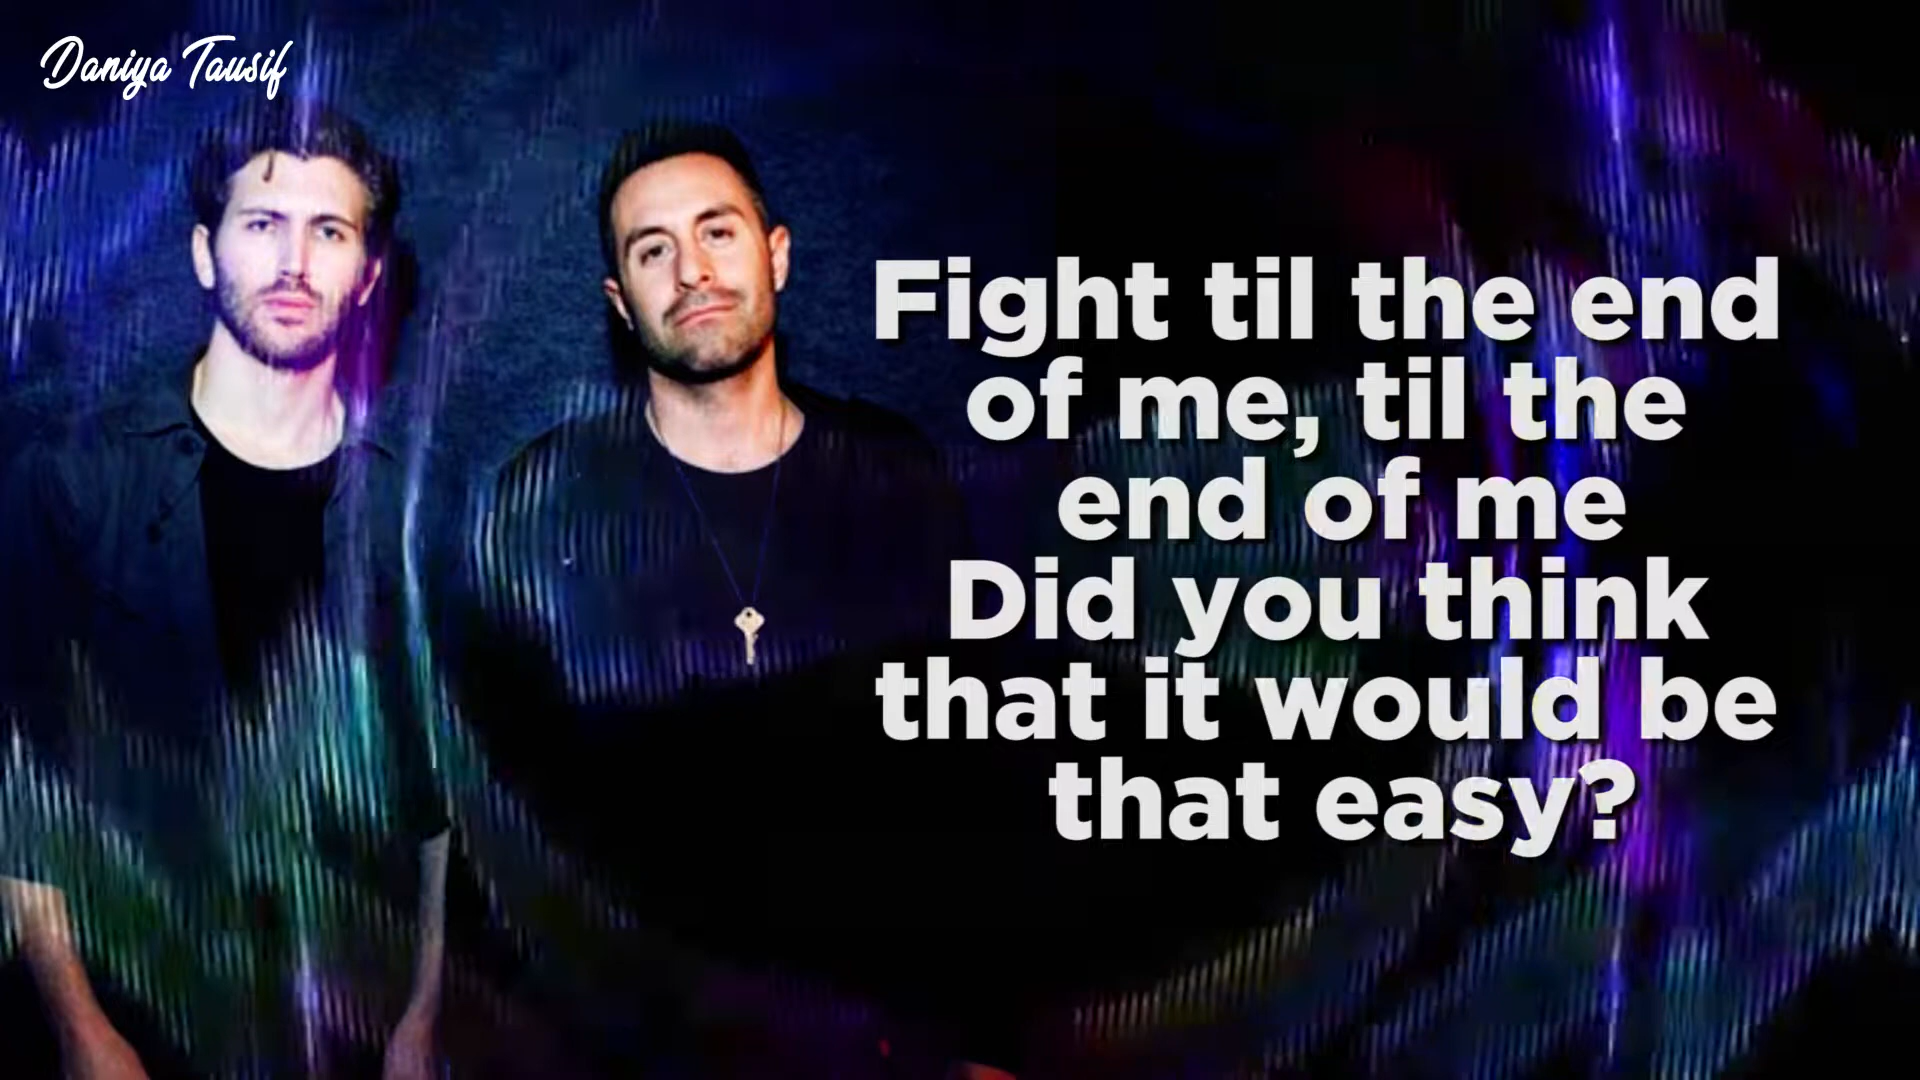 Daniya Tausif
Fight til the end
of me, til the
end of me
Did you think
that it would be
that easy?